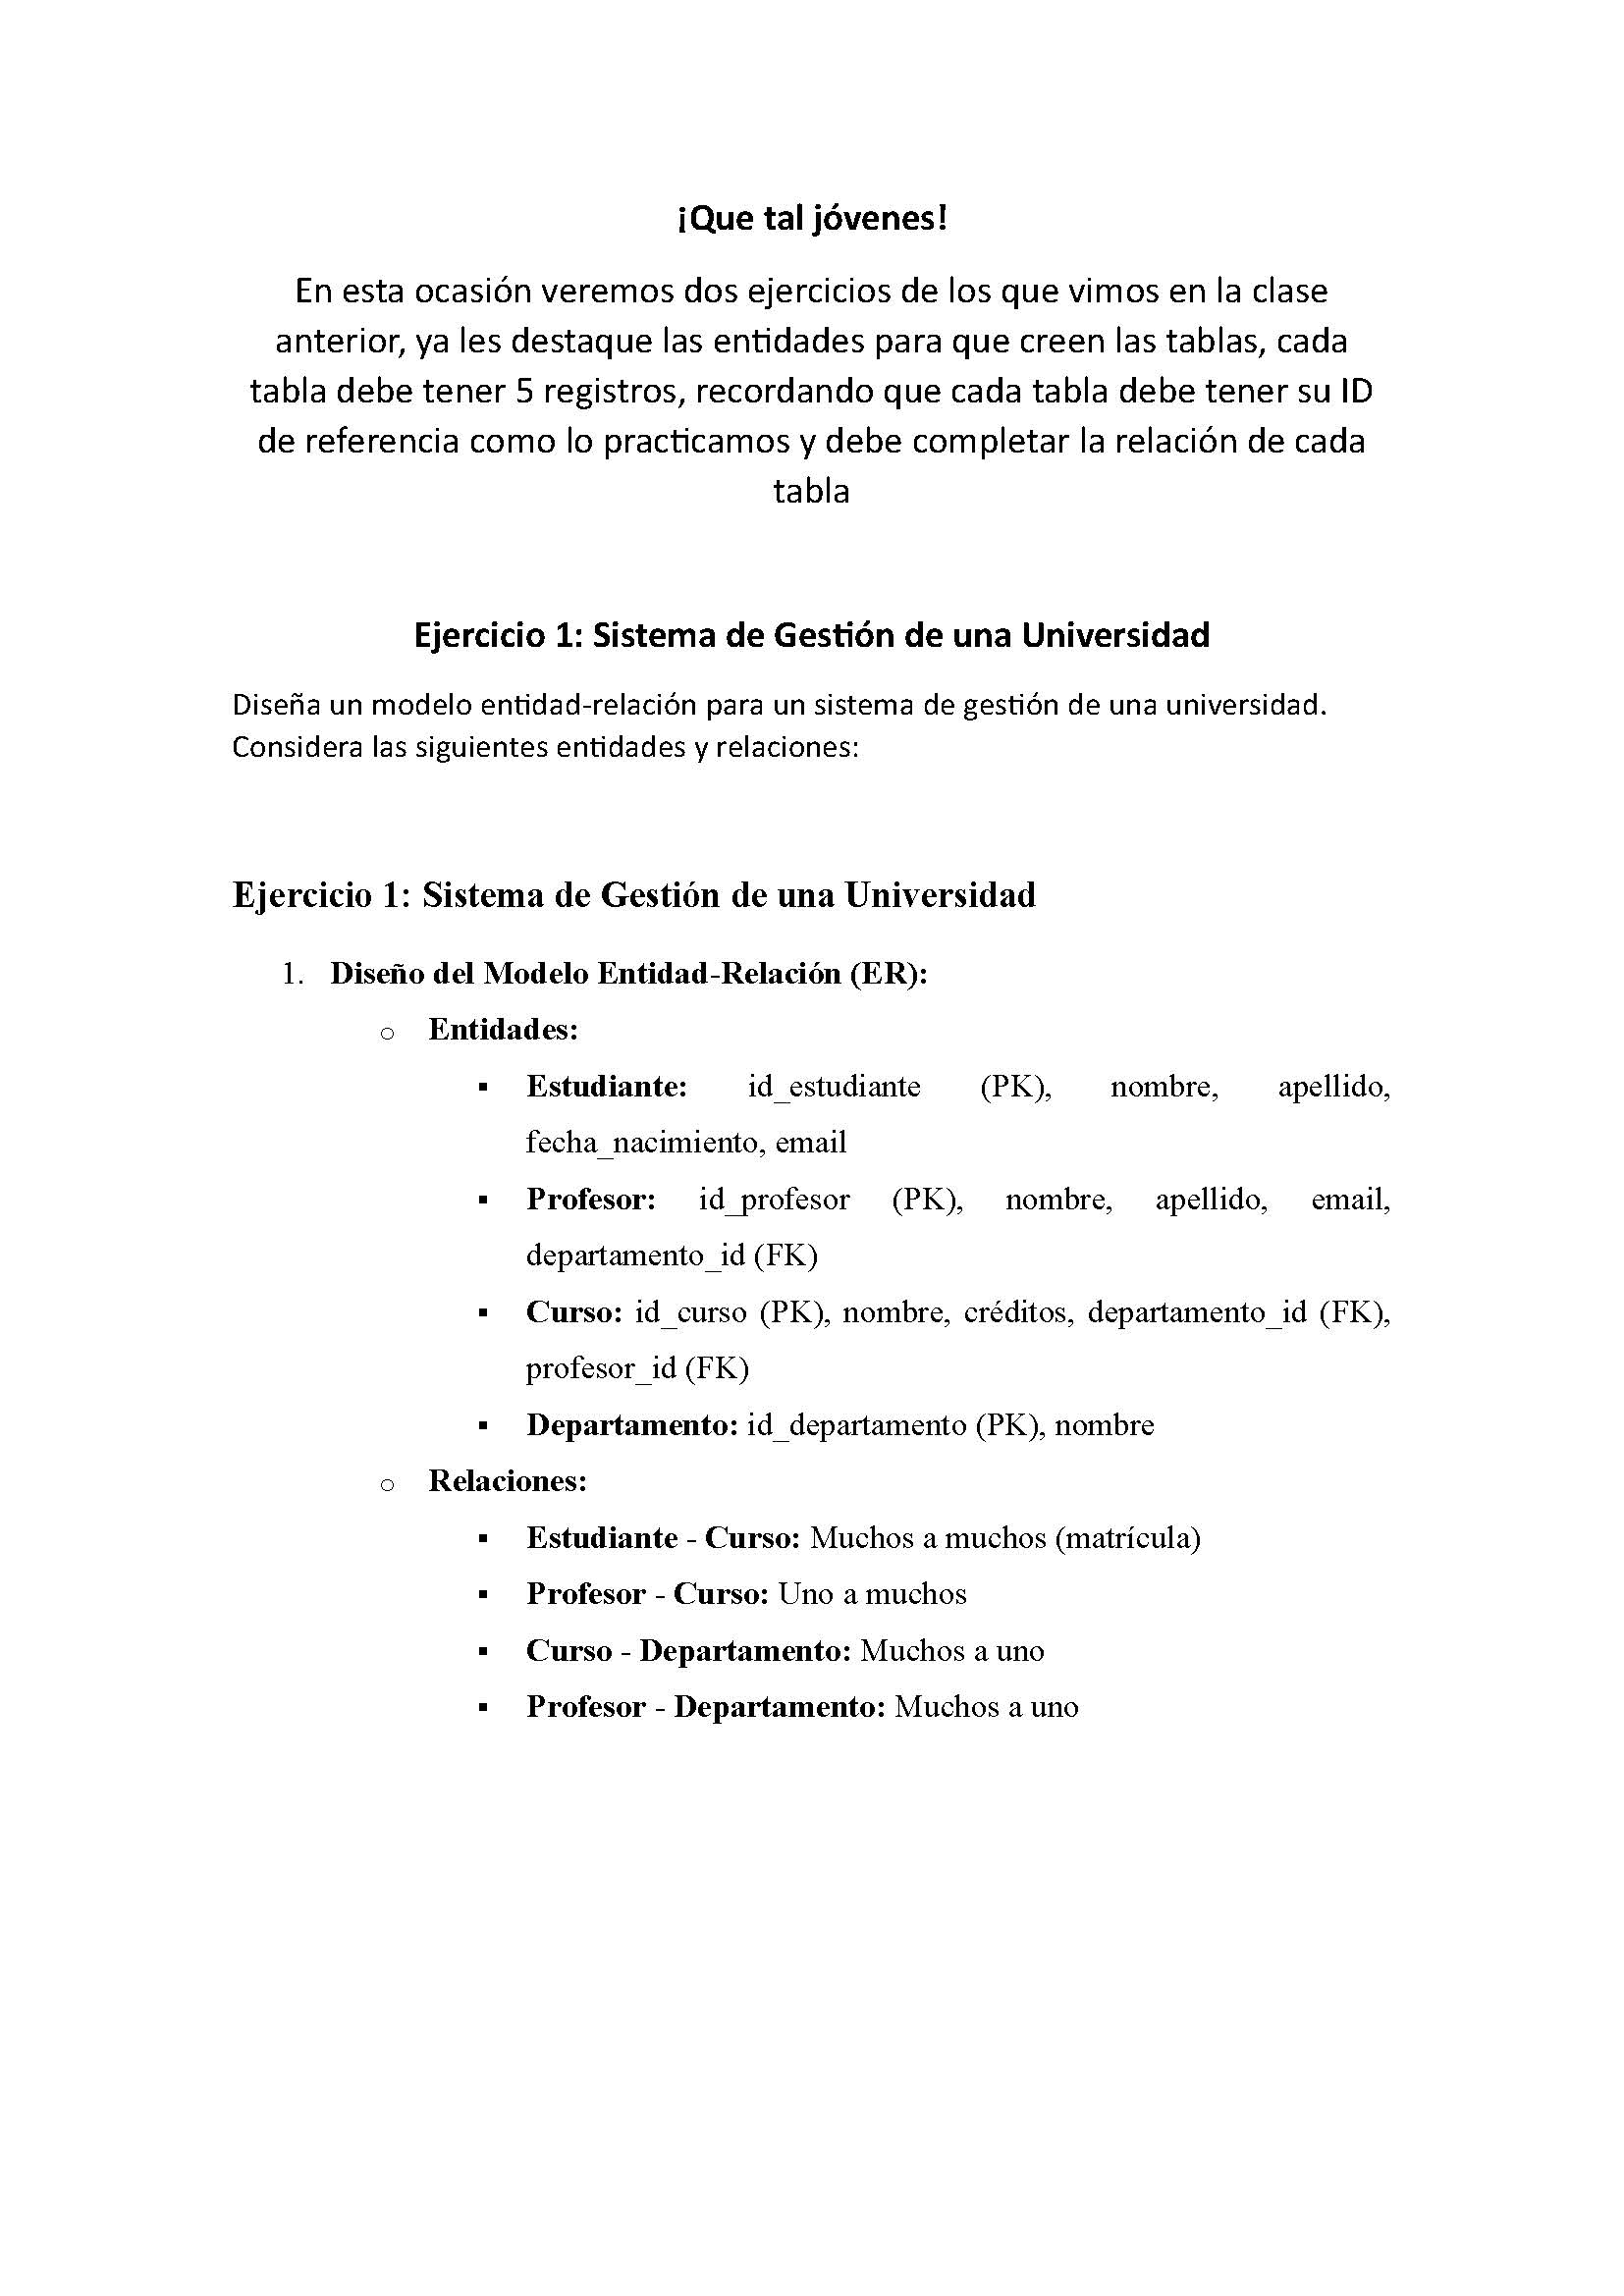 ¡Que tal jóvenes!
En esta ocasión veremos dos ejercicios de los que vimos en la clase
anterior, ya les destaque las entidades para que creen las tablas, cada
tabla debe tener 5 registros, recordando que cada tabla debe tener su ID
de referencia como lo practicamos y debe completar la relación de cada
tabla
Ejercicio 1: Sistema de Gestión de una Universidad
Diseña un modelo entidad-relación para un sistema de gestión de una universidad.
Considera las siguientes entidades y relaciones:
Ejercicio 1: Sistema de Gestión de una Universidad
1. Diseño del Modelo Entidad-Relación (ER):
o Entidades:
▪ Estudiante: id_estudiante (PK), nombre, apellido,
fecha_nacimiento, email
▪ Profesor: id_profesor (PK), nombre, apellido, email,
departamento_id (FK)
▪ Curso: id_curso (PK), nombre, créditos, departamento_id (FK),
profesor_id (FK)
▪ Departamento: id_departamento (PK), nombre
o Relaciones:
▪ Estudiante - Curso: Muchos a muchos (matrícula)
▪ Profesor - Curso: Uno a muchos
▪ Curso - Departamento: Muchos a uno
▪ Profesor - Departamento: Muchos a uno